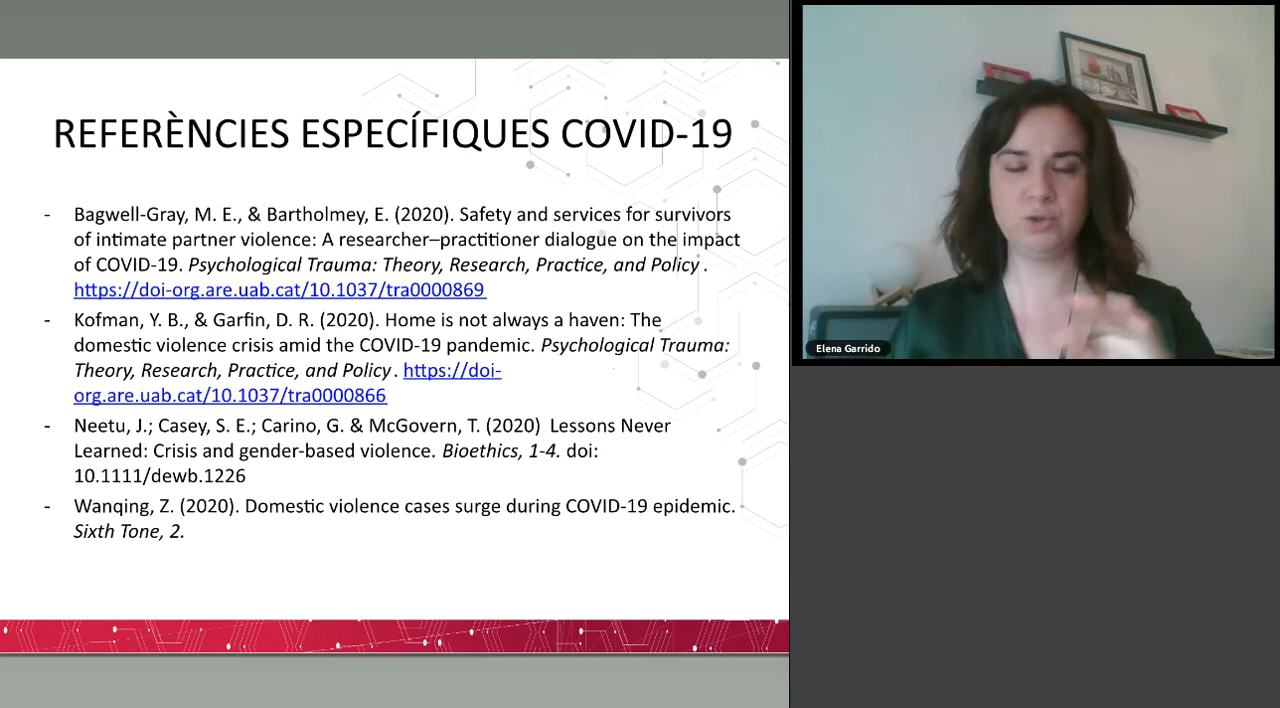 REFERÈNCIES ESPECÍFIQUES COVID-19
- Bagwell-Gray, M. E., & Bartholmey, E. (2020). Safety and services for survivors
of intimate partner violence: A researcher–practitioner dialogue on the impact
of COVID-19. Psychological Trauma: Theory, Research, Practice, and Policy .
https://doi-org.are.uab.cat/10.1037/tra0000869
- Kofman, Y. B., & Garfin, D. R. (2020). Home is not always a haven: The
domestic violence crisis amid the COVID-19 pandemic. Psychological Trauma:
Theory, Research, Practice, and Policy . https://doi-
org.are.uab.cat/10.1037/tra0000866
- Neetu, J.; Casey, S. E.; Carino, G. & McGovern, T. (2020) Lessons Never
Learned: Crisis and gender-based violence. Bioethics, 1-4. doi:
10.1111/dewb.1226
- Wanqing, Z. (2020). Domestic violence cases surge during COVID-19 epidemic.
Sixth Tone, 2.
Elena Garrido